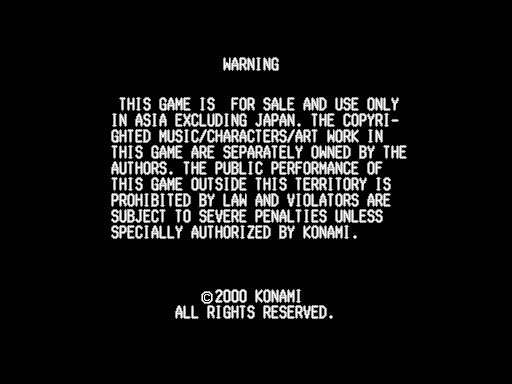 WARNING
THIS GAME IS  FOR SALE AND USE ONLY
IN ASIA EXCLUDING JAPAN. THE COPYRI-
GHTED MUSIC/CHARACTERS/ART WORK IN
THIS GAME ARE SEPARATELY OWNED BY THE
AUTHORS. THE PUBLIC PERFORMANCE OF
THIS GAME OUTSIDE THIS TERRITORY IS
PROHIBITED BY LAW AND VIOLATORS ARE
SUBJECT TO SEVERE PENALTIES UNLESS
SPECIALLY AUTHORIZED BY KONAMI.
©2000 KONAMI
ALL RIGHTS RESERVED.